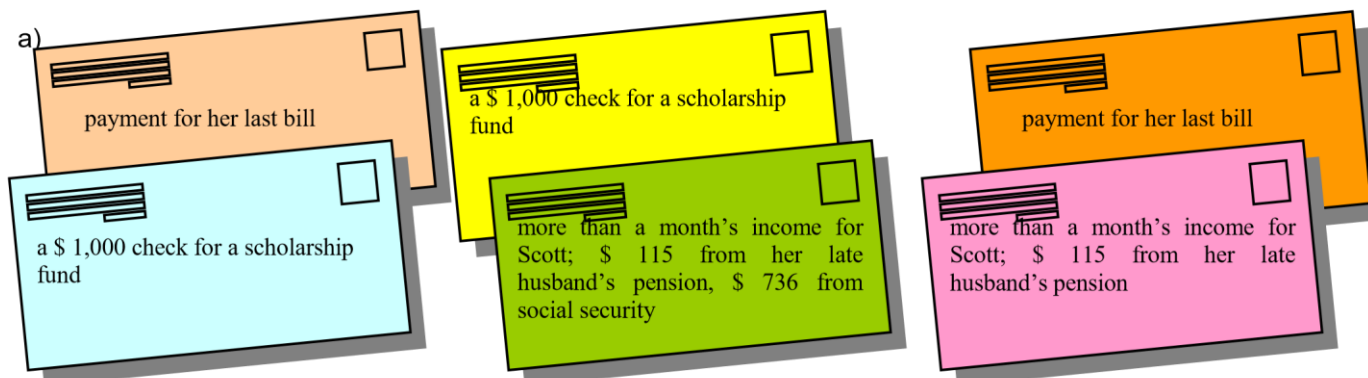 a)
payment for her last bill
a $ 1,000 check for a scholarship
fund
a $ 1,000 check for a scholarship
fund
more than a month’s income for
Scott; $ 115 from her late
husband’s pension, $ 736 from
social security
payment for her last bill
more than a month’s income for
Scott; $ 115 from her late
husband’s pension